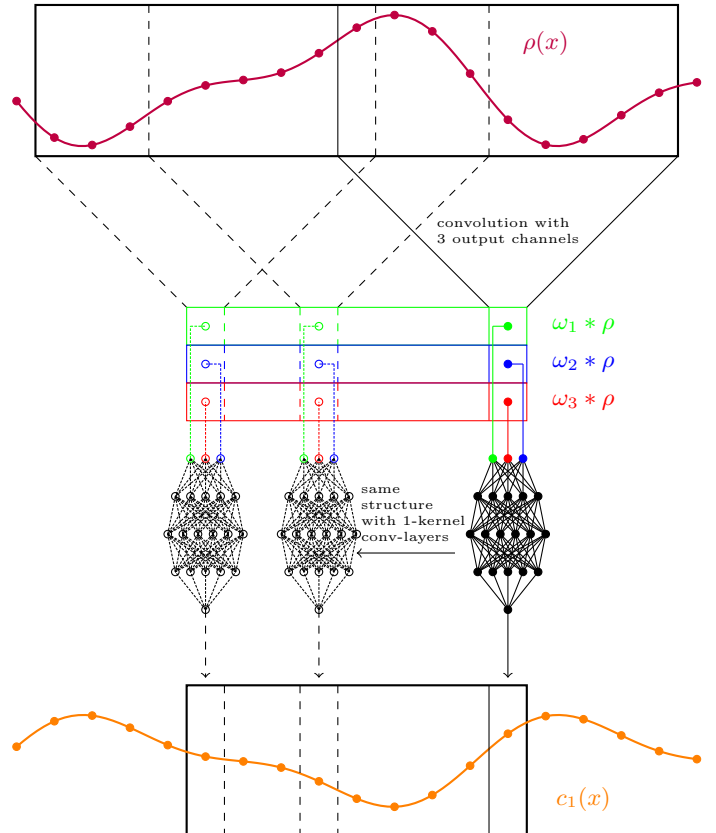 ρ(x)
convolution with
3 output channels
ω₁ ∗ ρ
ω₂ ∗ ρ
ω₃ ∗ ρ
same
structure
with 1-kernel
conv-layers
c₁(x)